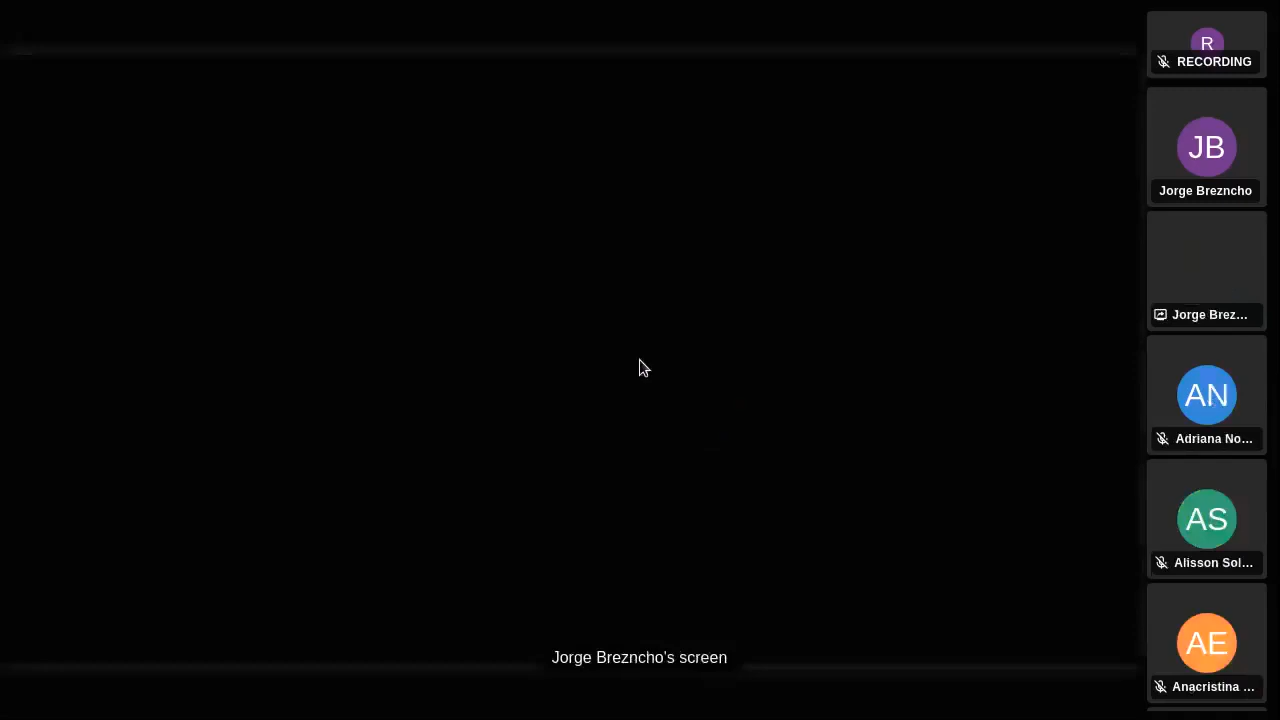 R
RECORDING
JB
Jorge Brezncho
Jorge Brez...
AN
Adriana No...
AS
Alisson Sol...
AE
Anacristina ...
Jorge Brezncho's screen